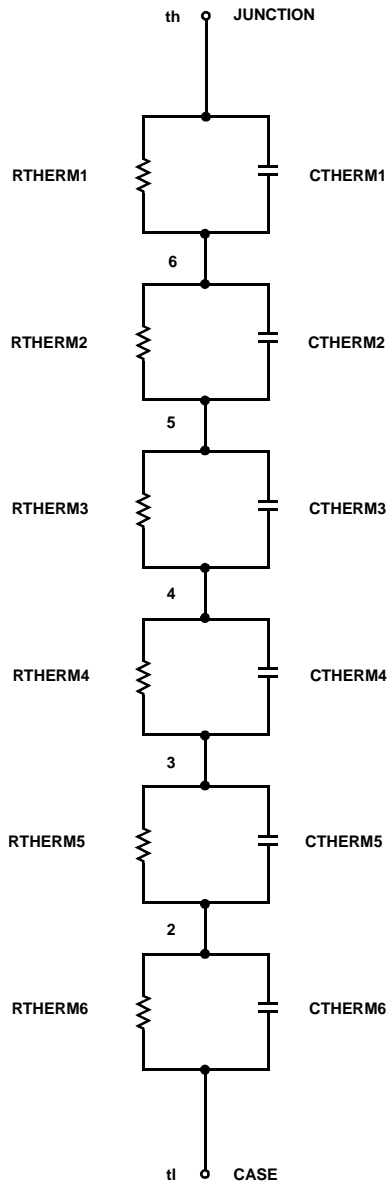 th JUNCTION
RTHERM1 CTHERM1
6
RTHERM2 CTHERM2
5
RTHERM3 CTHERM3
4
RTHERM4 CTHERM4
3
RTHERM5 CTHERM5
2
RTHERM6 CTHERM6
tl CASE